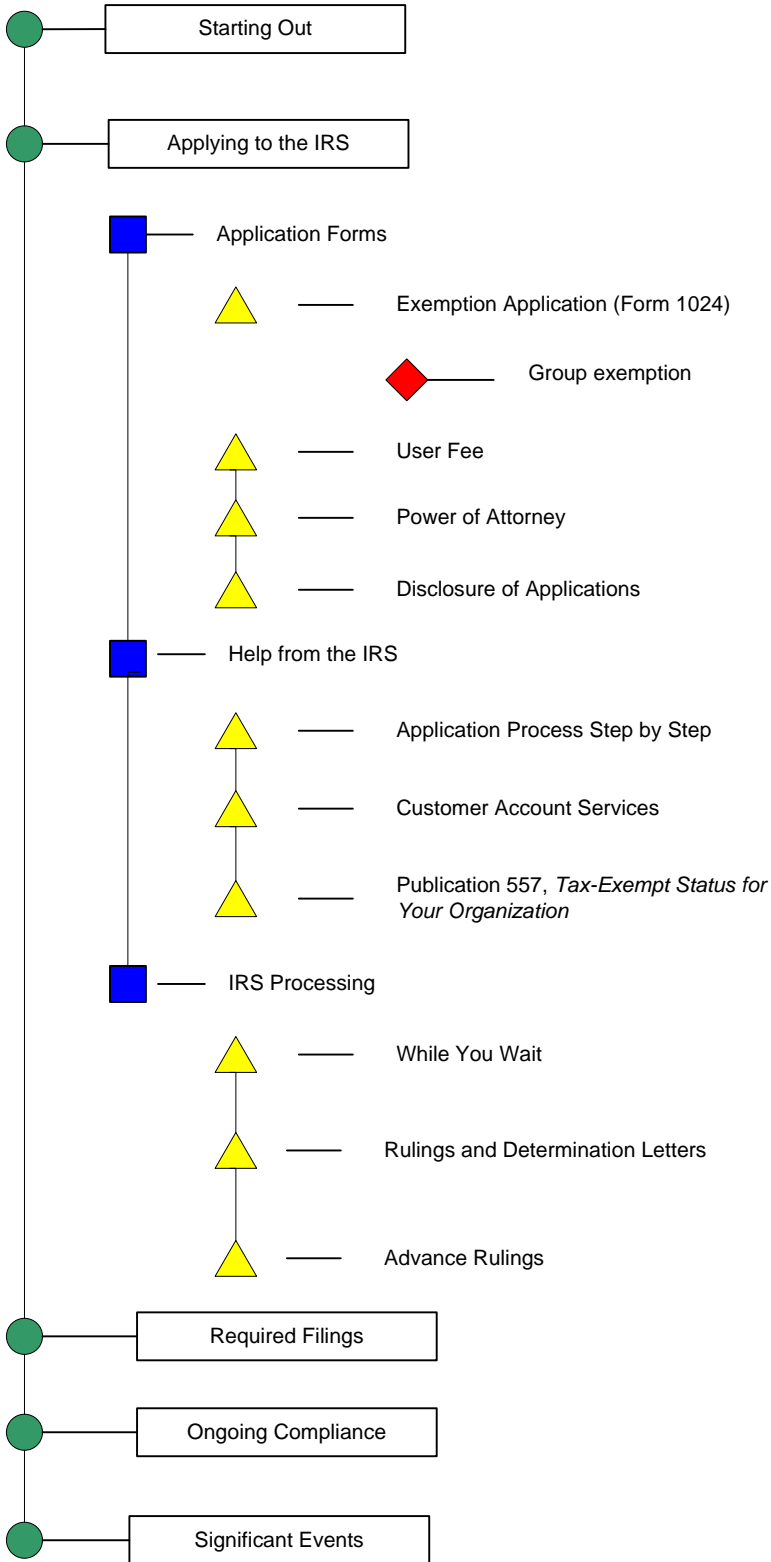 Starting Out
Applying to the IRS
Application Forms
Exemption Application (Form 1024)
Group exemption
User Fee
Power of Attorney
Disclosure of Applications
Help from the IRS
Application Process Step by Step
Customer Account Services
Publication 557, Tax-Exempt Status for
Your Organization
IRS Processing
While You Wait
Rulings and Determination Letters
Advance Rulings
Required Filings
Ongoing Compliance
Significant Events